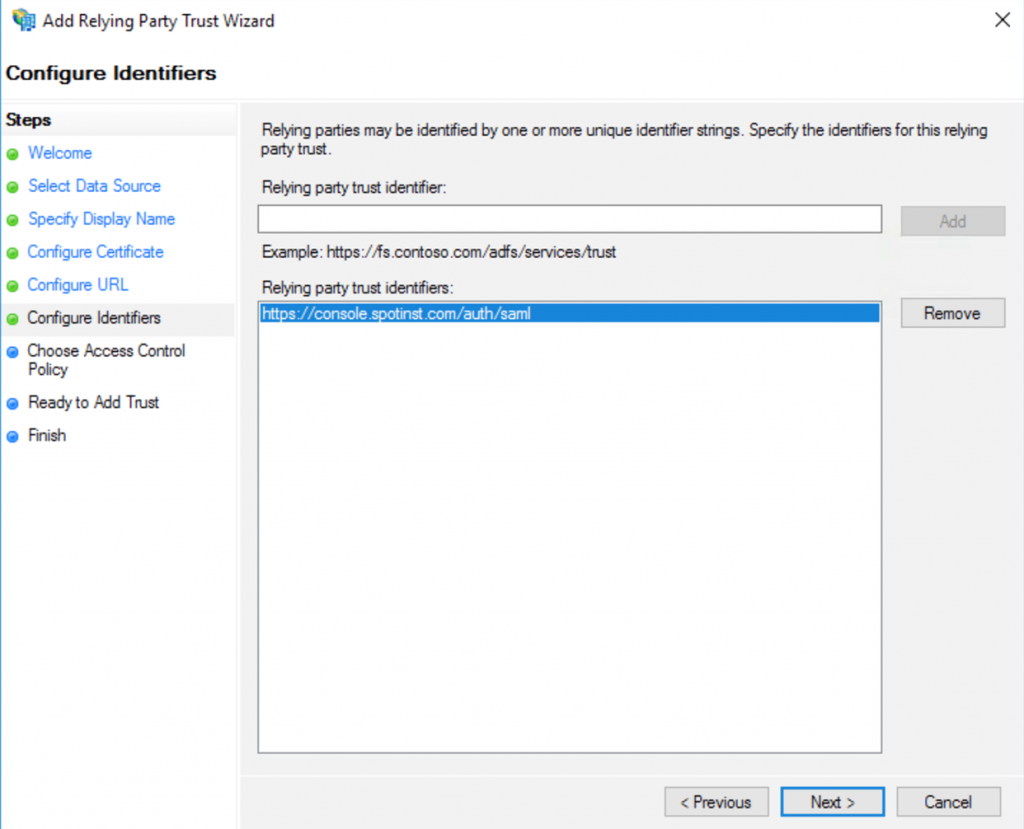 Add Relying Party Trust Wizard
Configure Identifiers
Steps
Welcome
Select Data Source
Specify Display Name
Configure Certificate
Configure URL
Configure Identifiers
Choose Access Control
Policy
Ready to Add Trust
Finish
Relying parties may be identified by one or more unique identifier strings. Specify the identifiers for this relying
party trust.
Relying party trust identifier:
Add
Example: https://fs.contoso.com/adfs/services/trust
Relying party trust identifiers:
https://console.spotinst.com/auth/saml
Remove
< Previous
Next >
Cancel